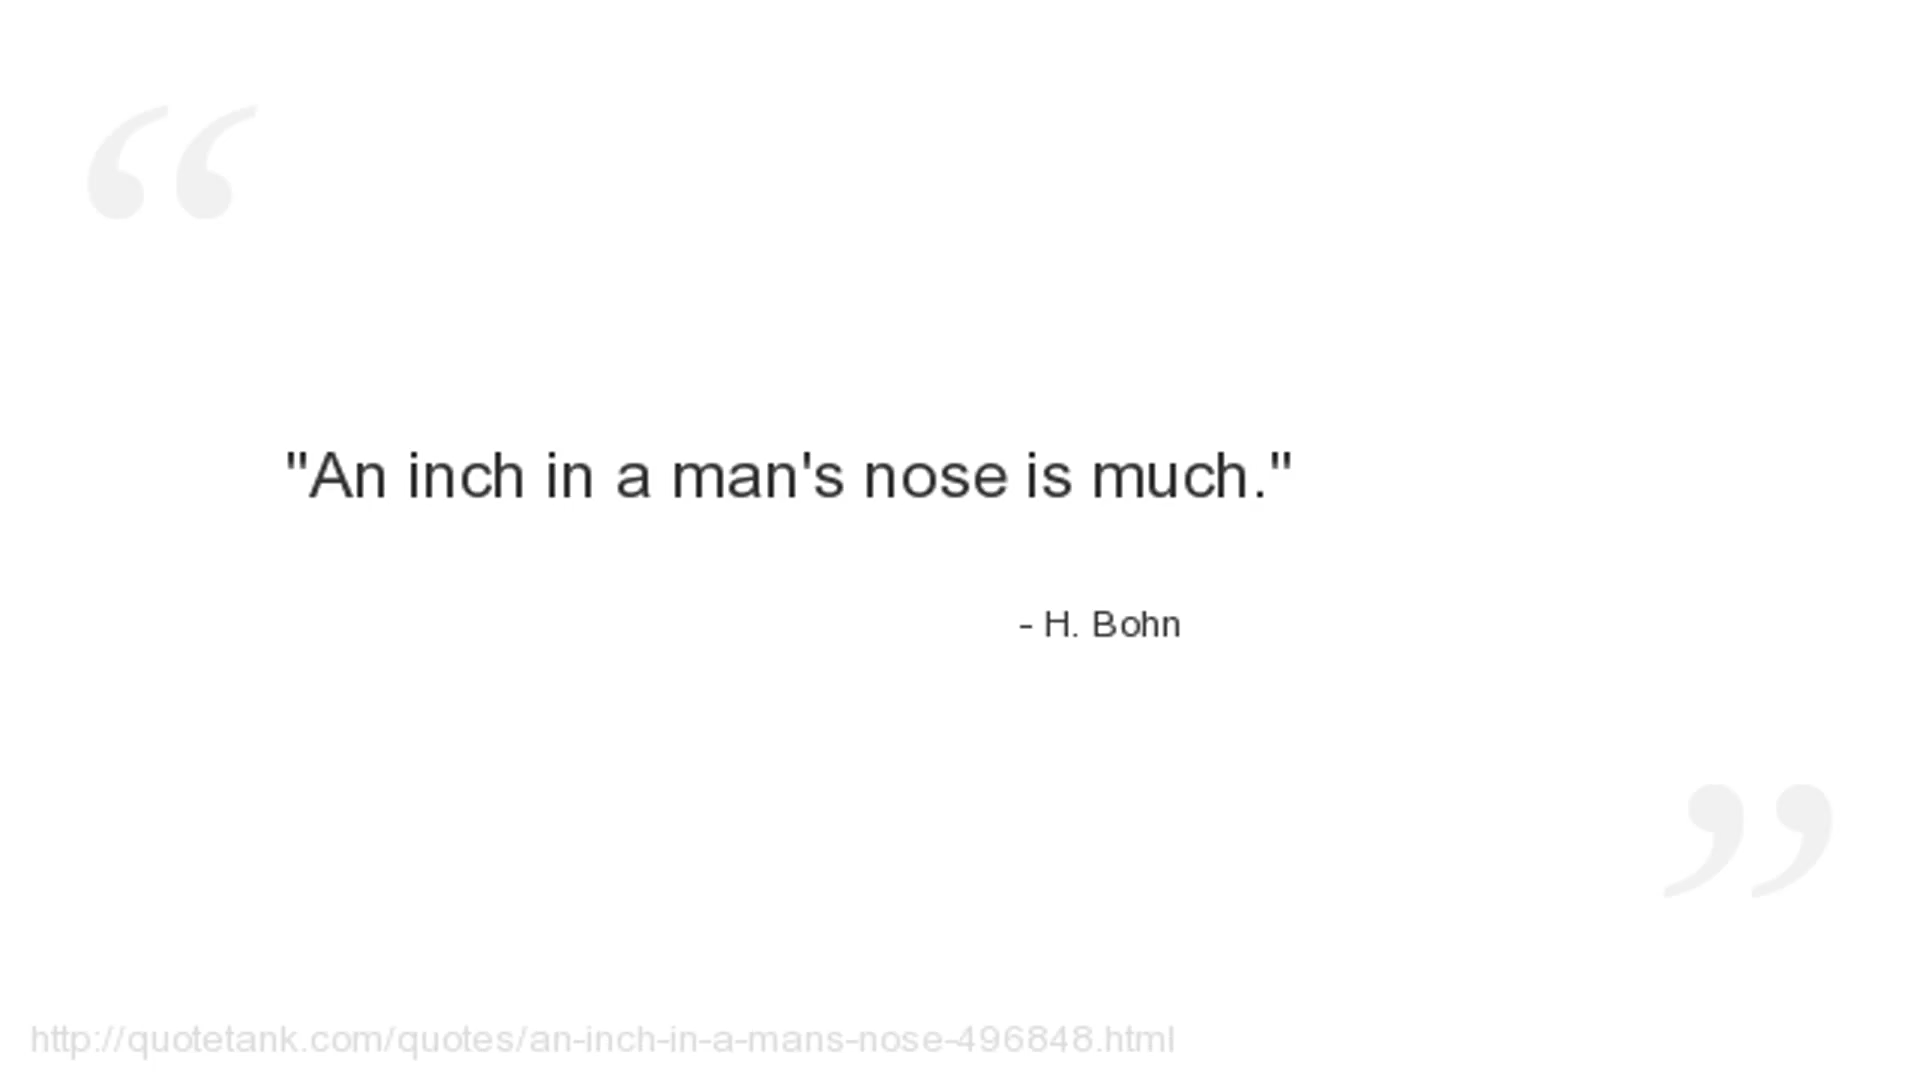 "An inch in a man's nose is much."
- H. Bohn
http://quotetank.com/quotes/an-inch-in-a-mans-nose-496848.html